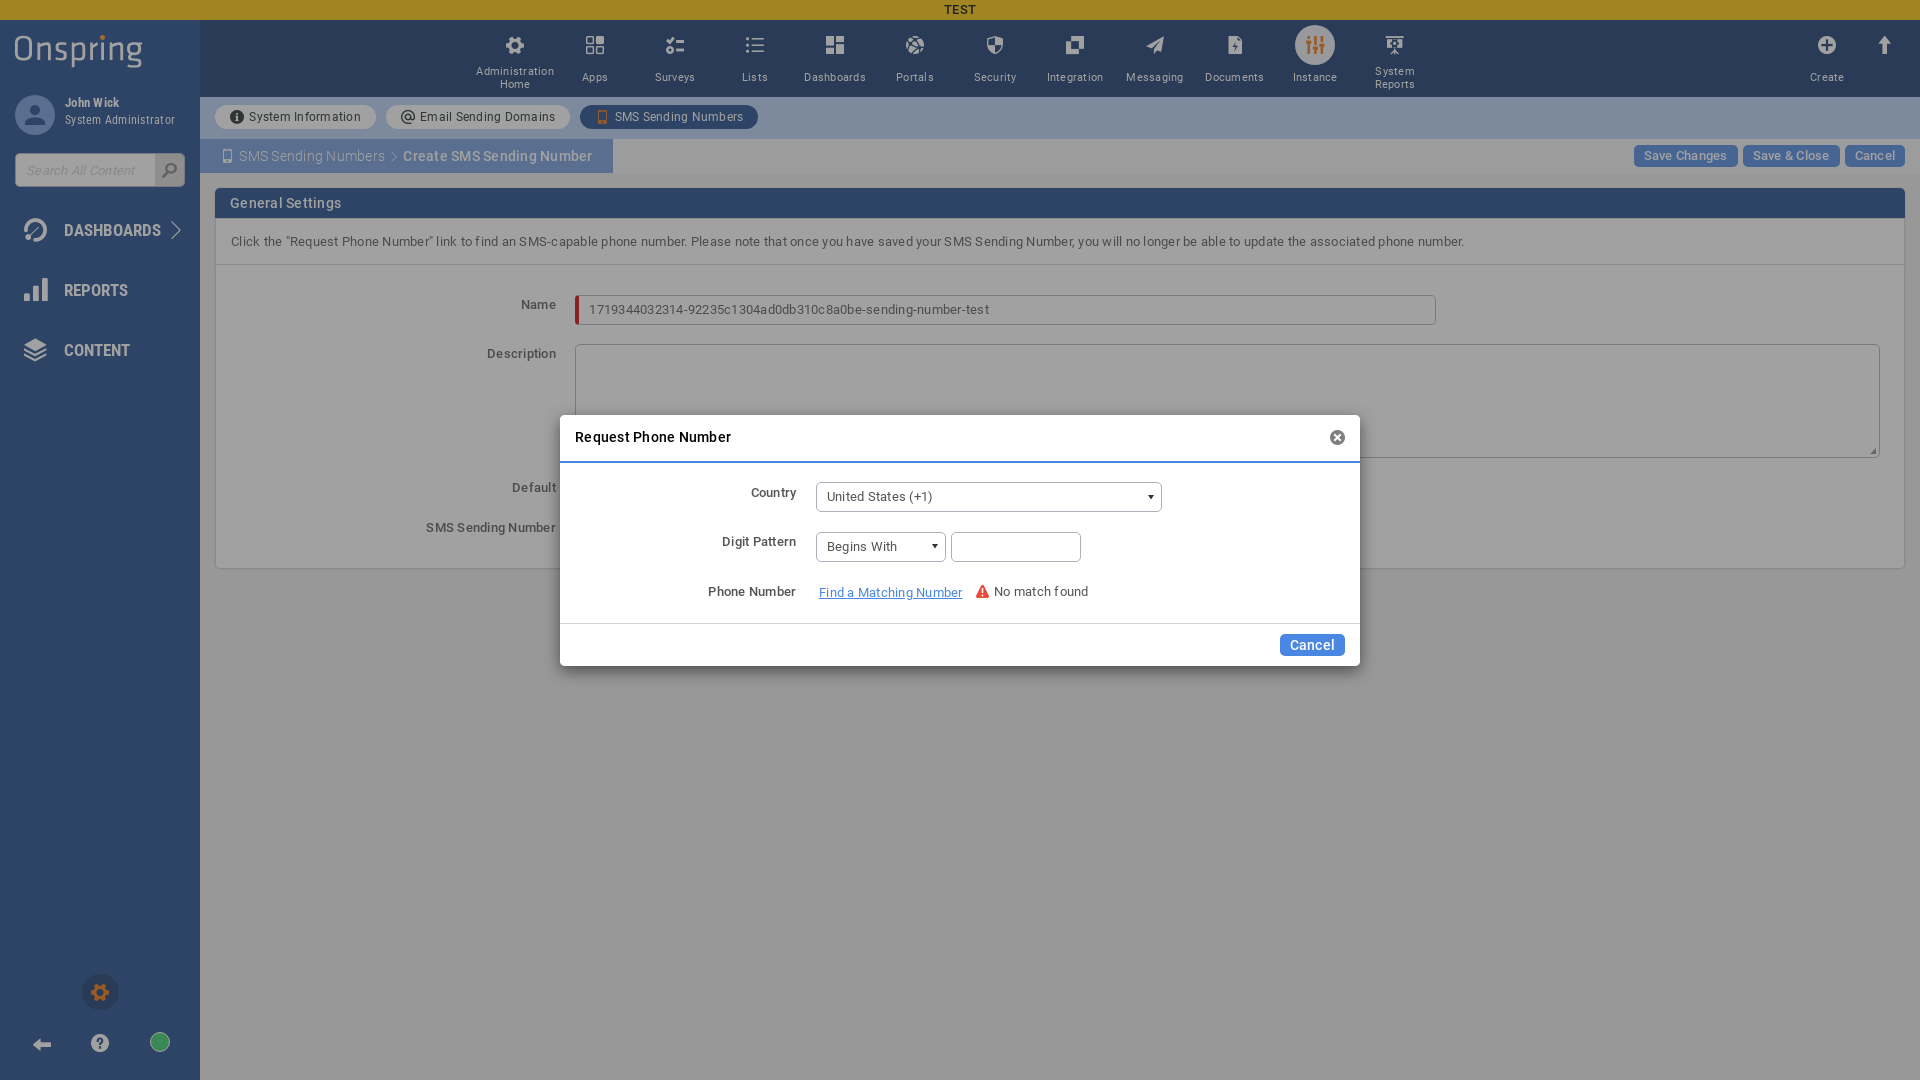 TEST
Onspring
John Wick
System Administrator
Search All Content
DASHBOARDS
REPORTS
CONTENT
Administration Home
Apps
Surveys
Lists
Dashboards
Portals
Security
Integration
Messaging
Documents
Instance
System Reports
Create
System Information
Email Sending Domains
SMS Sending Numbers
SMS Sending Numbers
Create SMS Sending Number
Save Changes
Save & Close
Cancel
General Settings
Click the "Request Phone Number" link to find an SMS-capable phone number. Please note that once you have saved your SMS Sending Number, you will no longer be able to update the associated phone number.
Name
1719344032314-92235c1304ad0db310c8a0be-sending-number-test
Description
Default
SMS Sending Number
Request Phone Number
Country
United States (+1)
Digit Pattern
Begins With
Phone Number
Find a Matching Number
No match found
Cancel